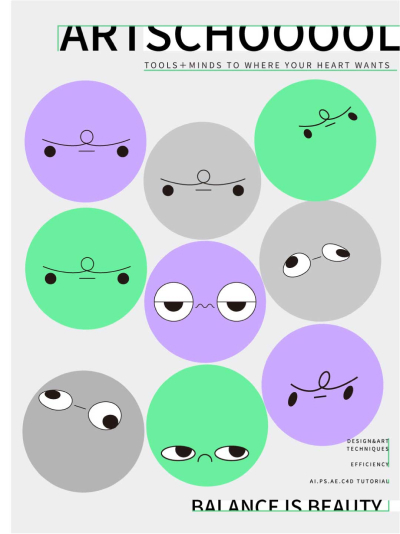 ARTSCHOOOOL
TOOLS+MINDS TO WHERE YOUR HEART WANTS
DESIGN&ART
TECHNIQUES
EFFICIENCY
AI.PS.AE.C4D TUTORIAL
BALANCE IS BEAUTY